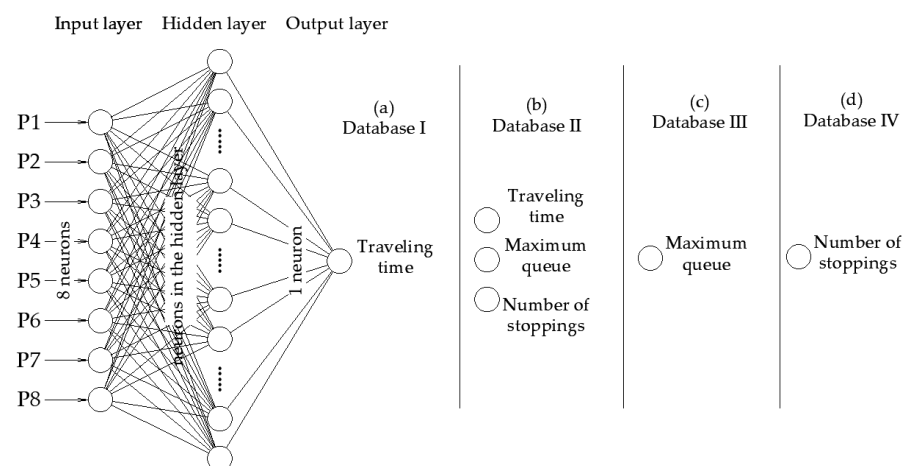 Input layer
Hidden layer
Output layer
P1
P2
P3
P4
P5
P6
P7
P8
8 neurons
neurons in the hidden layer
1 neuron
(a)
Database I
Traveling
time
(b)
Database II
Traveling
time
Maximum
queue
Number of
stoppings
(c)
Database III
Maximum
queue
(d)
Database IV
Number of
stoppings